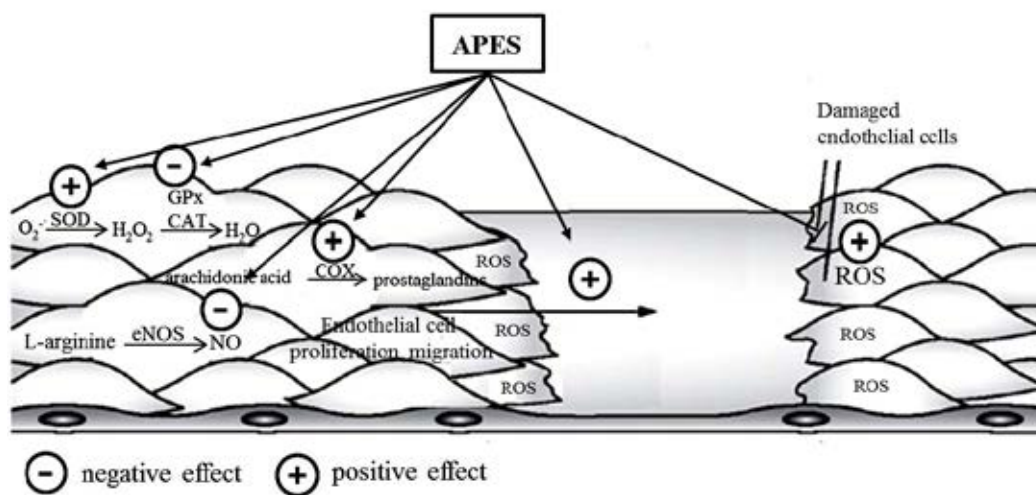 APES
Damaged
endothelial cells
−
+
GPx
ROS
O₂·⁻ SOD H₂O₂ CAT H₂O
+
+
ROS
COX
ROS
arachidonic acid prostaglandins
+
−
L-arginine eNOS NO
Endothelial cell
proliferation, migration
ROS
ROS
ROS
ROS
− negative effect + positive effect